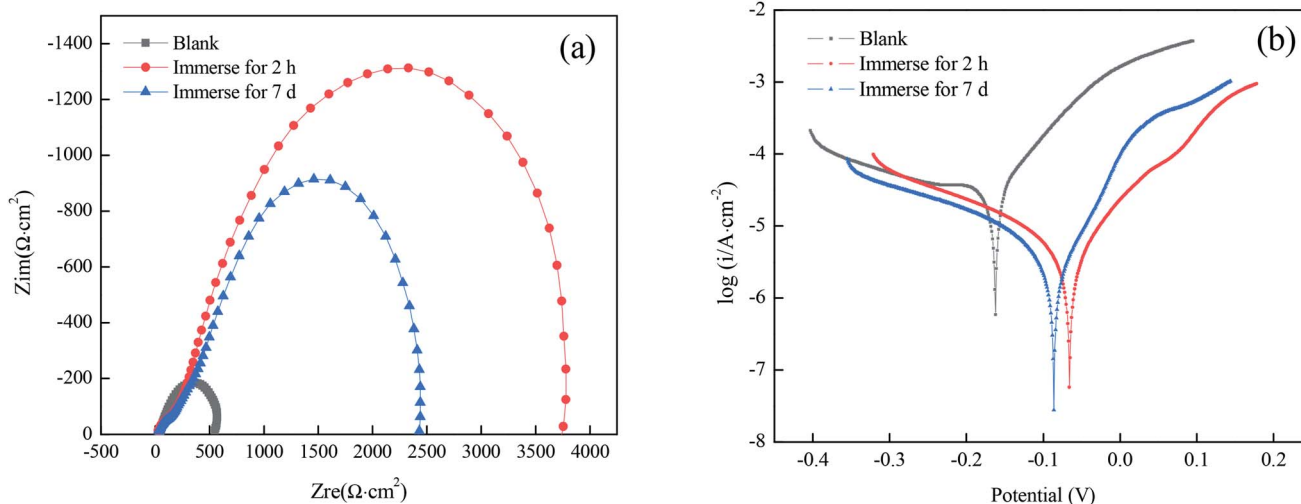 -1400
-1200
-1000
-800
-600
-400
-200
0
Zim(Ω·cm²)
Blank
Immerse for 2 h
Immerse for 7 d
(a)
-500 0 500 1000 1500 2000 2500 3000 3500 4000
Zre(Ω·cm²)
-2
-3
-4
-5
-6
-7
-8
log (i/A·cm⁻²)
Blank
Immerse for 2 h
Immerse for 7 d
(b)
-0.4 -0.3 -0.2 -0.1 0.0 0.1 0.2
Potential (V)